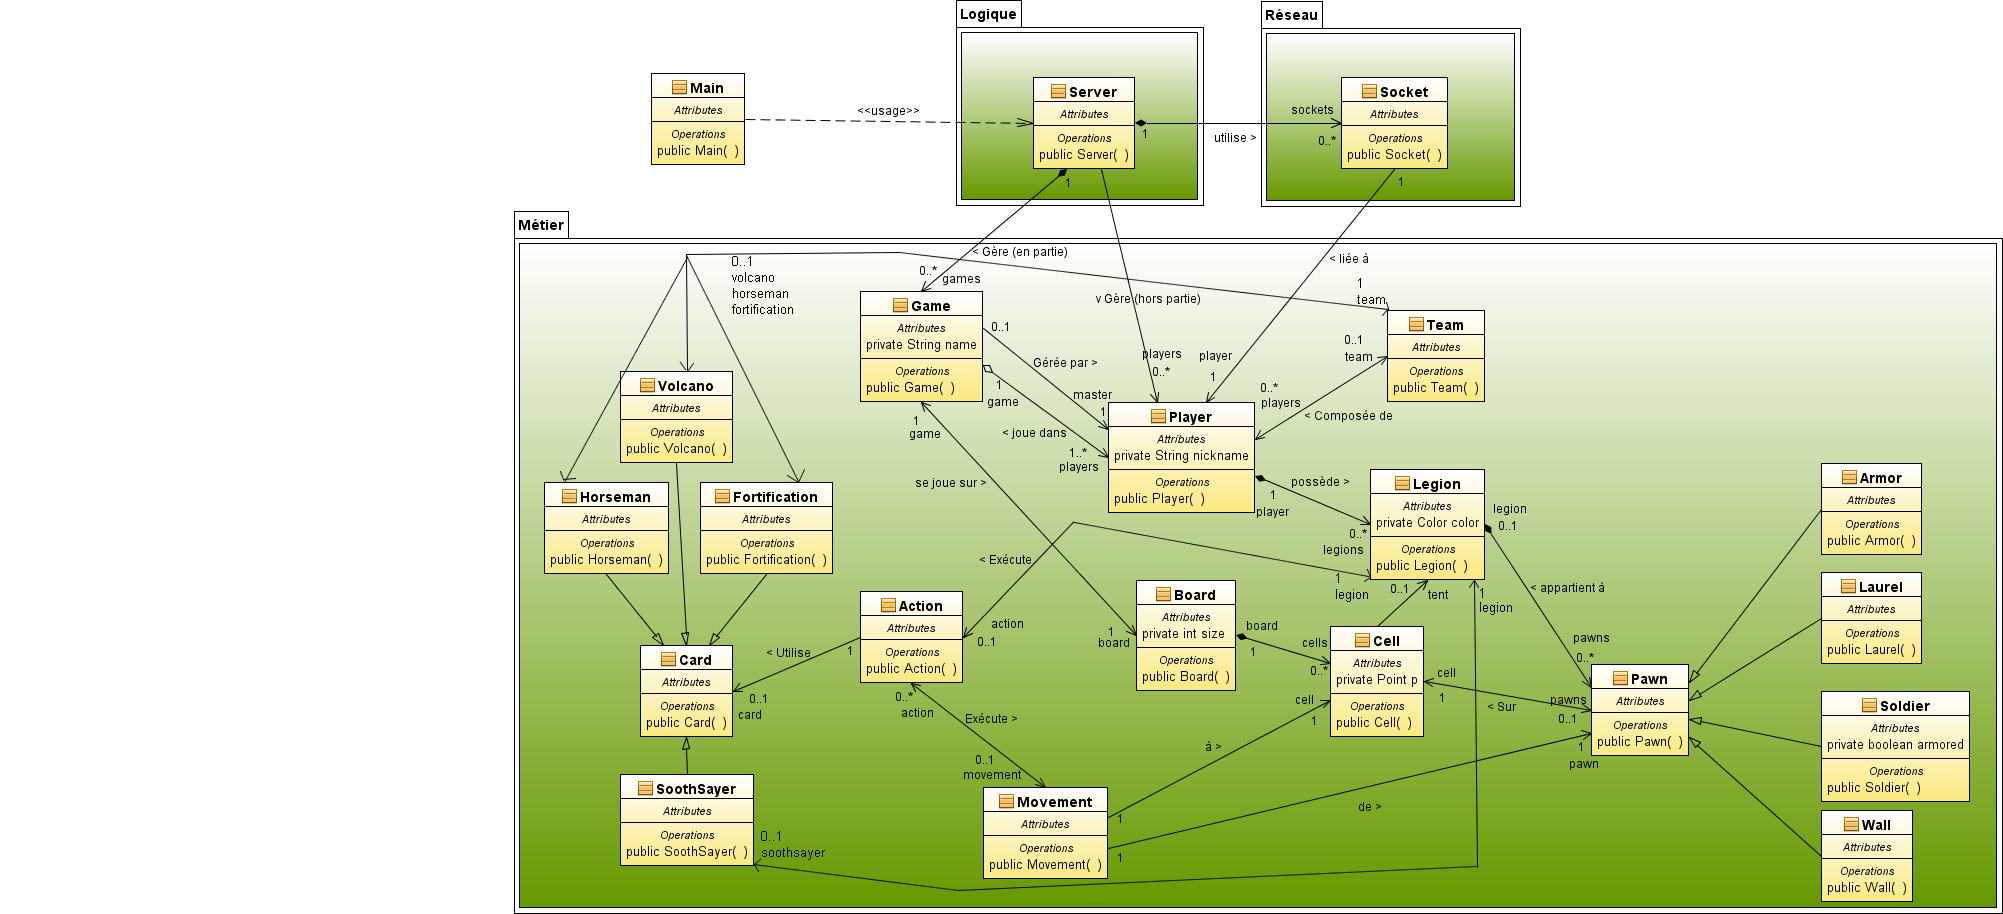 Logique
Réseau
Main
Attributes
Operations
public Main(  )
<<usage>>
Server
Attributes
Operations
public Server(  )
1
utilise >
sockets
0..*
Socket
Attributes
Operations
public Socket(  )
1
1
Métier
< Gère (en partie)
0..*
games
v Gère (hors partie)
players
0..*
< liée à
player
1
0..1
volcano
horseman
fortification
1
team
Game
Attributes
private String name
Operations
public Game(  )
0..1
Gérée par >
master
1
1
game
< joue dans
1..*
players
Team
Attributes
Operations
public Team(  )
0..1
team
0..*
players
< Composée de
Volcano
Attributes
Operations
public Volcano(  )
Player
Attributes
private String nickname
Operations
public Player(  )
1
game
se joue sur >
1
board
Horseman
Attributes
Operations
public Horseman(  )
Fortification
Attributes
Operations
public Fortification(  )
possède >
1
player
0..*
legions
Legion
Attributes
private Color color
Operations
public Legion(  )
legion
0..1
< appartient à
pawns
0..*
Armor
Attributes
Operations
public Armor(  )
< Exécute
action
0..1
1
legion
0..1
tent
1
legion
Action
Attributes
Operations
public Action(  )
Board
Attributes
private int size
Operations
public Board(  )
board
1
cells
0..*
Cell
Attributes
private Point p
Operations
public Cell(  )
Laurel
Attributes
Operations
public Laurel(  )
Card
Attributes
Operations
public Card(  )
< Utilise
1
0..1
card
cell
1
< Sur
pawns
0..1
Pawn
Attributes
Operations
public Pawn(  )
Soldier
Attributes
private boolean armored
Operations
public Soldier(  )
0..*
action
Exécute >
0..1
movement
cell
1
à >
1
1
pawn
de >
1
SoothSayer
Attributes
Operations
public SoothSayer(  )
0..1
soothsayer
Movement
Attributes
Operations
public Movement(  )
Wall
Attributes
Operations
public Wall(  )